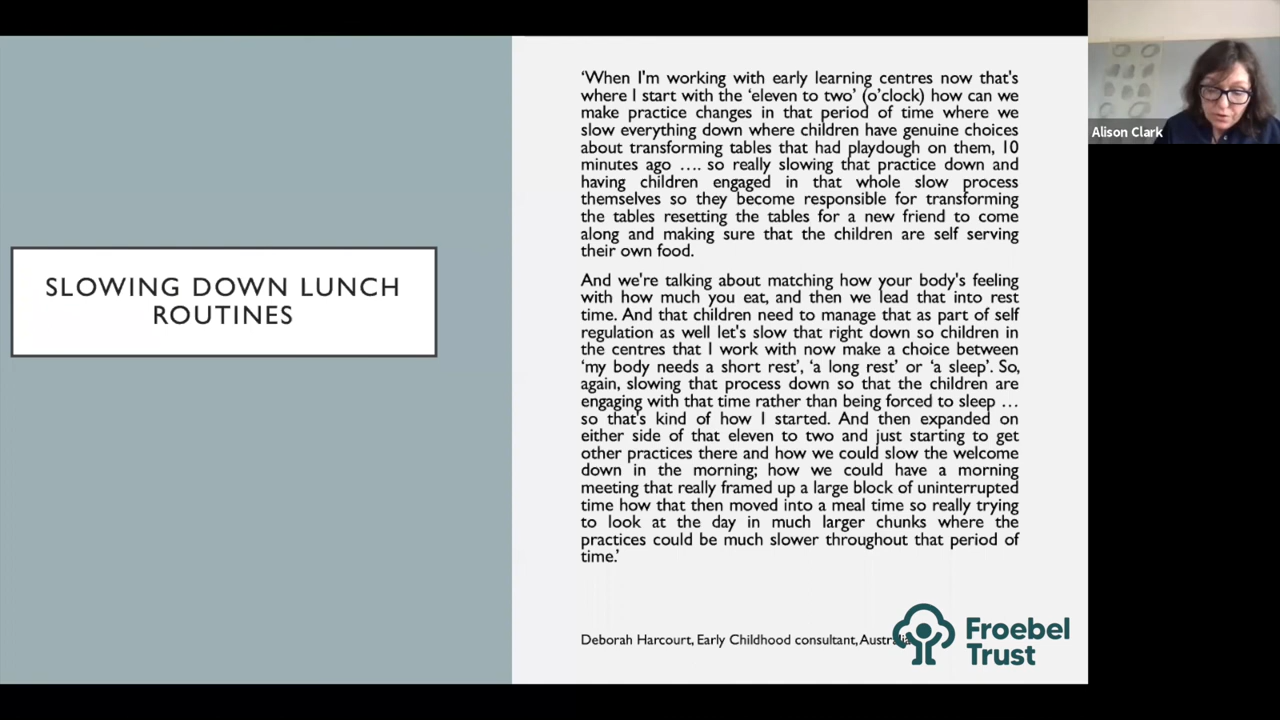 SLOWING DOWN LUNCH
ROUTINES
‘When I'm working with early learning centres now that's
where I start with the ‘eleven to two’ (o’clock) how can we
make practice changes in that period of time where we
slow everything down where children have genuine choices
about transforming tables that had playdough on them, 10
minutes ago …. so really slowing that practice down and
having children engaged in that whole slow process
themselves so they become responsible for transforming
the tables resetting the tables for a new friend to come
along and making sure that the children are self serving
their own food.
And we're talking about matching how your body's feeling
with how much you eat, and then we lead that into rest
time. And that children need to manage that as part of self
regulation as well let's slow that right down so children in
the centres that I work with now make a choice between
‘my body needs a short rest’, ‘a long rest’ or ‘a sleep’. So,
again, slowing that process down so that the children are
engaging with that time rather than being forced to sleep …
so that's kind of how I started. And then expanded on
either side of that eleven to two and just starting to get
other practices there and how we could slow the welcome
down in the morning; how we could have a morning
meeting that really framed up a large block of uninterrupted
time how that then moved into a meal time so really trying
to look at the day in much larger chunks where the
practices could be much slower throughout that period of
time.’
Deborah Harcourt, Early Childhood consultant,
Froebel
Trust
Alison Clark